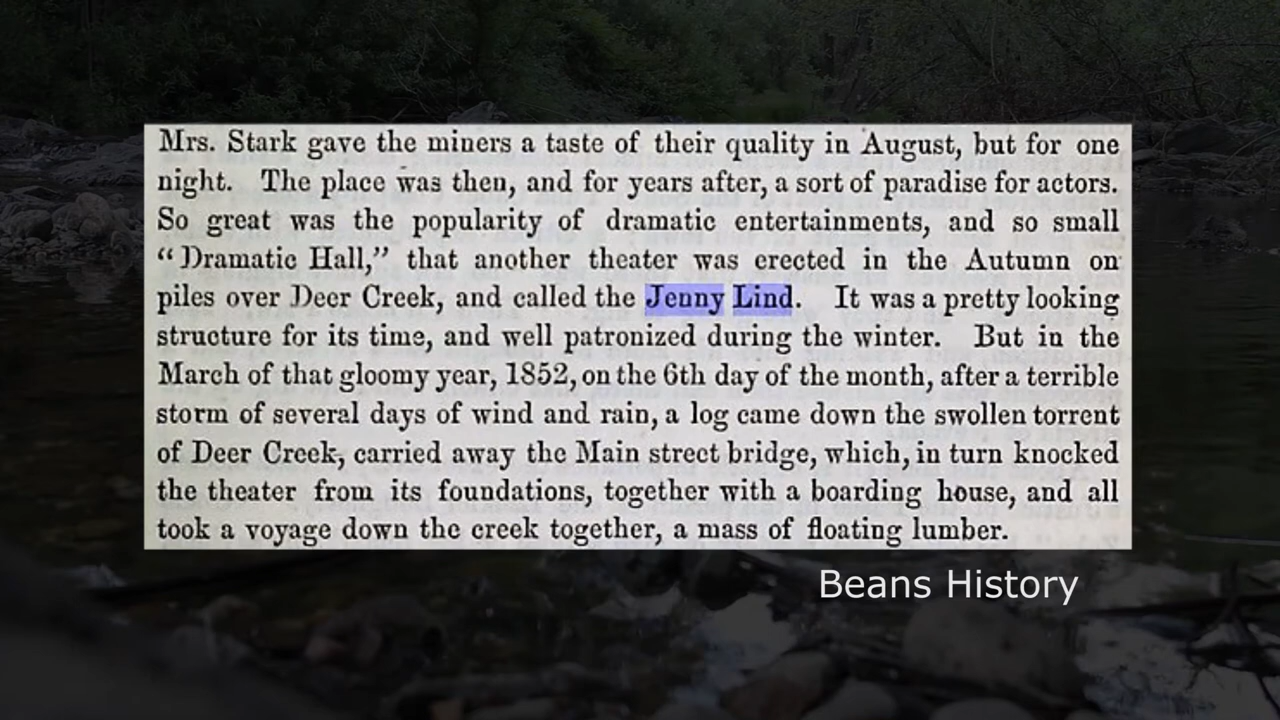 Mrs. Stark gave the miners a taste of their quality in August, but for one
night. The place was then, and for years after, a sort of paradise for actors.
So great was the popularity of dramatic entertainments, and so small
“Dramatic Hall,” that another theater was erected in the Autumn on
piles over Deer Creek, and called the Jenny Lind. It was a pretty looking
structure for its time, and well patronized during the winter. But in the
March of that gloomy year, 1852, on the 6th day of the month, after a terrible
storm of several days of wind and rain, a log came down the swollen torrent
of Deer Creek, carried away the Main street bridge, which, in turn knocked
the theater from its foundations, together with a boarding house, and all
took a voyage down the creek together, a mass of floating lumber.
Beans History